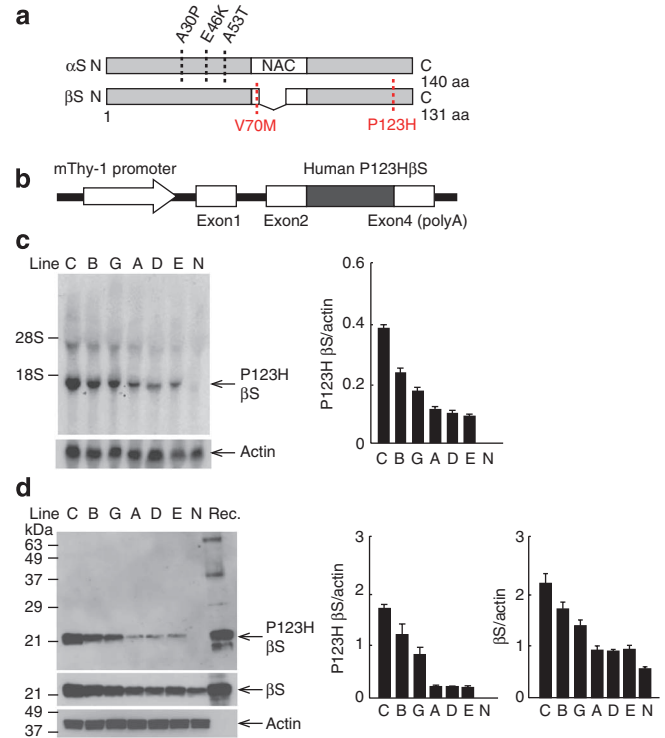 a
A30P E46K A53T
αS N NAC C
140 aa
βS N C
131 aa
1 V70M P123H
b
mThy-1 promoter Human P123HβS
Exon1 Exon2 Exon4 (polyA)
c
Line C B G A D E N
28S
18S
P123H
βS
Actin
P123H βS/actin
0.6
0.4
0.2
0
C B G A D E N
d
Line C B G A D E N Rec.
kDa
63
49
37
29
21
P123H
βS
21
βS
49
37
Actin
P123H βS/actin
3
2
1
0
C B G A D E N
βS/actin
3
2
1
0
C B G A D E N